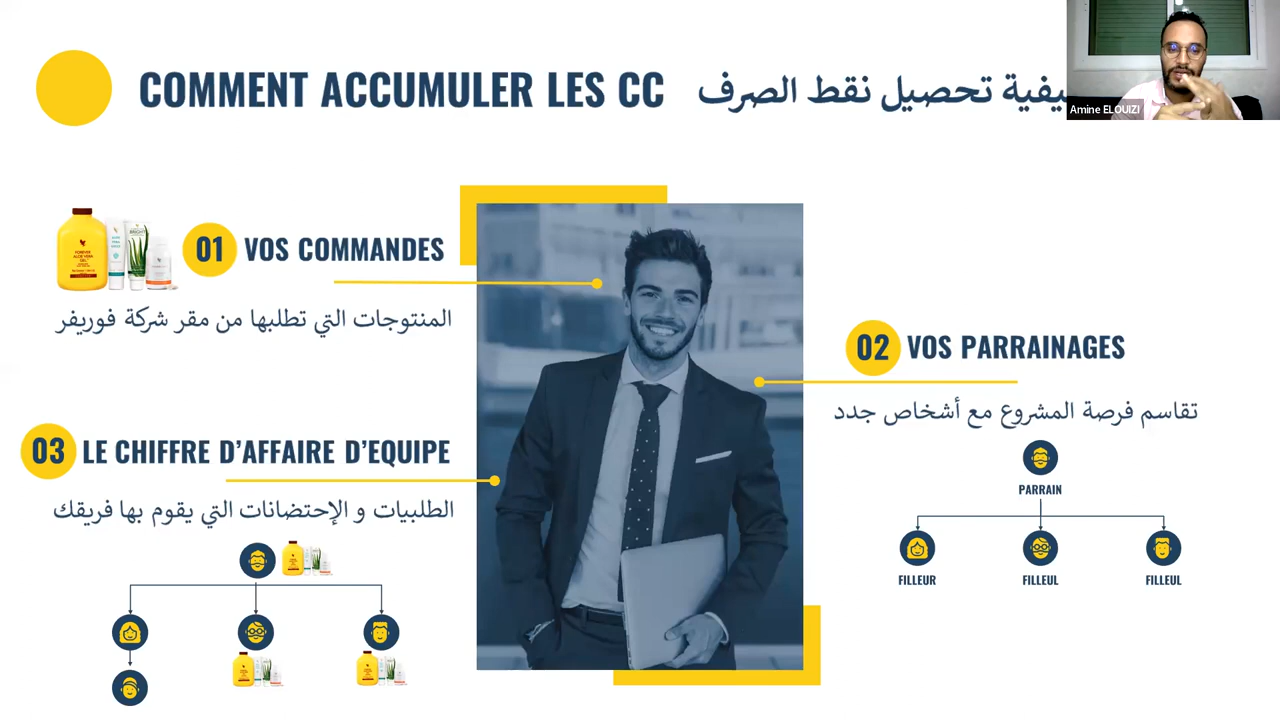 COMMENT ACCUMULER LES CC
كيفية تحصيل نقط الصرف
Amine ELOUIZI
01 VOS COMMANDES
المنتوجات التي تطلبها من مقر شركة فوريفر
02 VOS PARRAINAGES
تقاسم فرصة المشروع مع أشخاص جدد
PARRAIN
FILLEUR
FILLEUL
FILLEUL
03 LE CHIFFRE D’AFFAIRE D’EQUIPE
الطلبيات و الإحتضانات التي يقوم بها فريقك